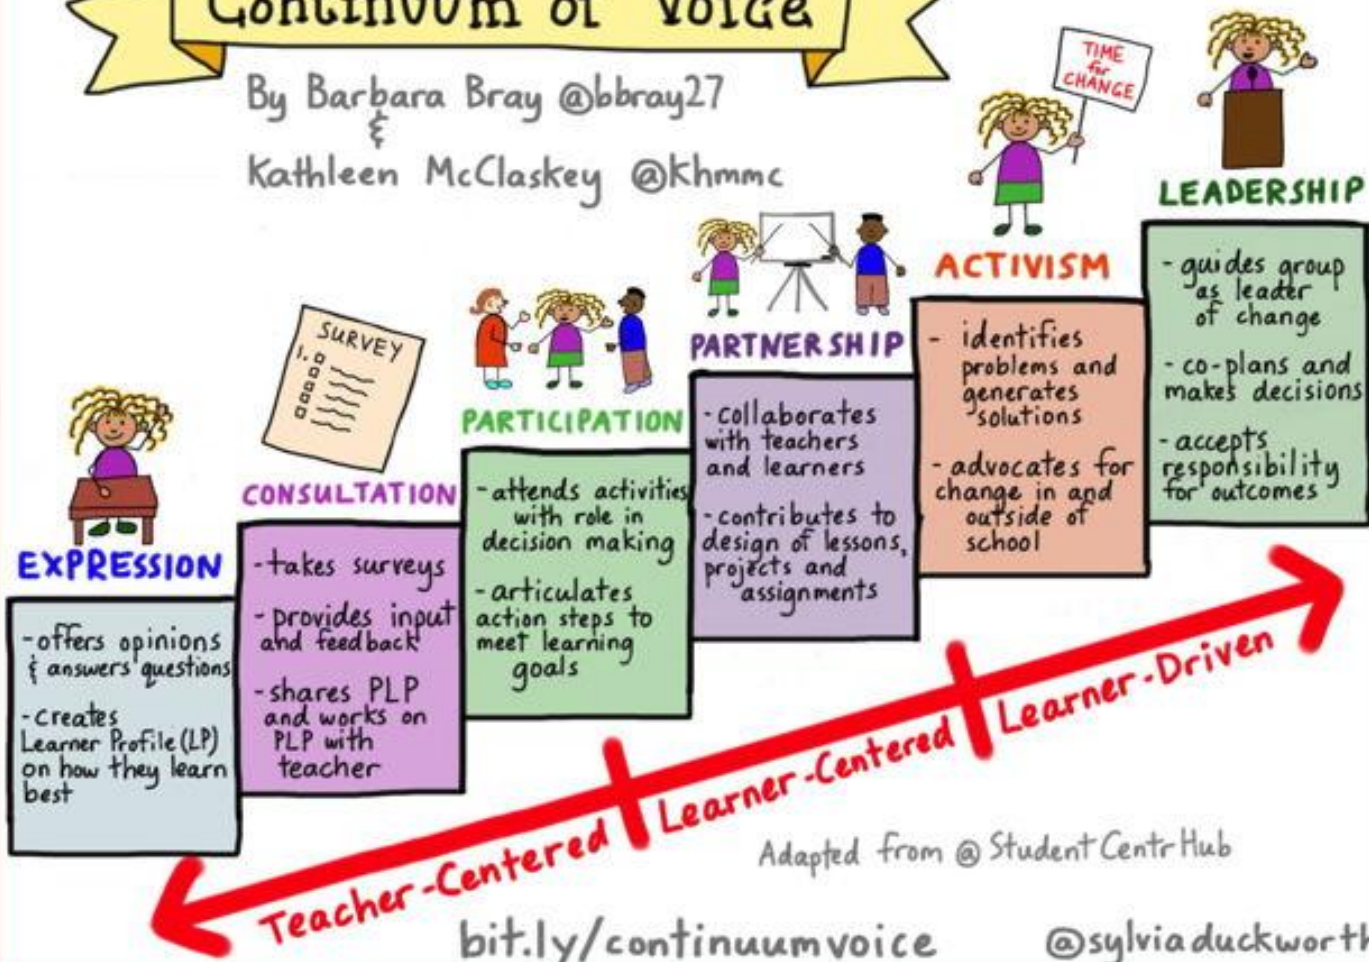 Continuum of Voice
By Barbara Bray @bbray27
&
Kathleen McClaskey @khmmc
TIME
for
CHANGE
SURVEY
1.
EXPRESSION
- offers opinions
& answers questions
- creates
Learner Profile (LP)
on how they learn
best
CONSULTATION
- takes surveys
- provides input
and feedback
- shares PLP
and works on
PLP with
teacher
PARTICIPATION
- attends activities
with role in
decision making
- articulates
action steps to
meet learning
goals
PARTNERSHIP
- collaborates
with teachers
and learners
- contributes to
design of lessons,
projects and
assignments
ACTIVISM
- identifies
problems and
generates
solutions
- advocates for
change in and
outside of
school
LEADERSHIP
- guides group
as leader
of change
- co-plans and
makes decisions
- accepts
responsibility
for outcomes
Teacher-Centered
Learner-Centered
Learner-Driven
Adapted from @StudentCentrHub
bit.ly/continuumvoice
@sylviaduckworth